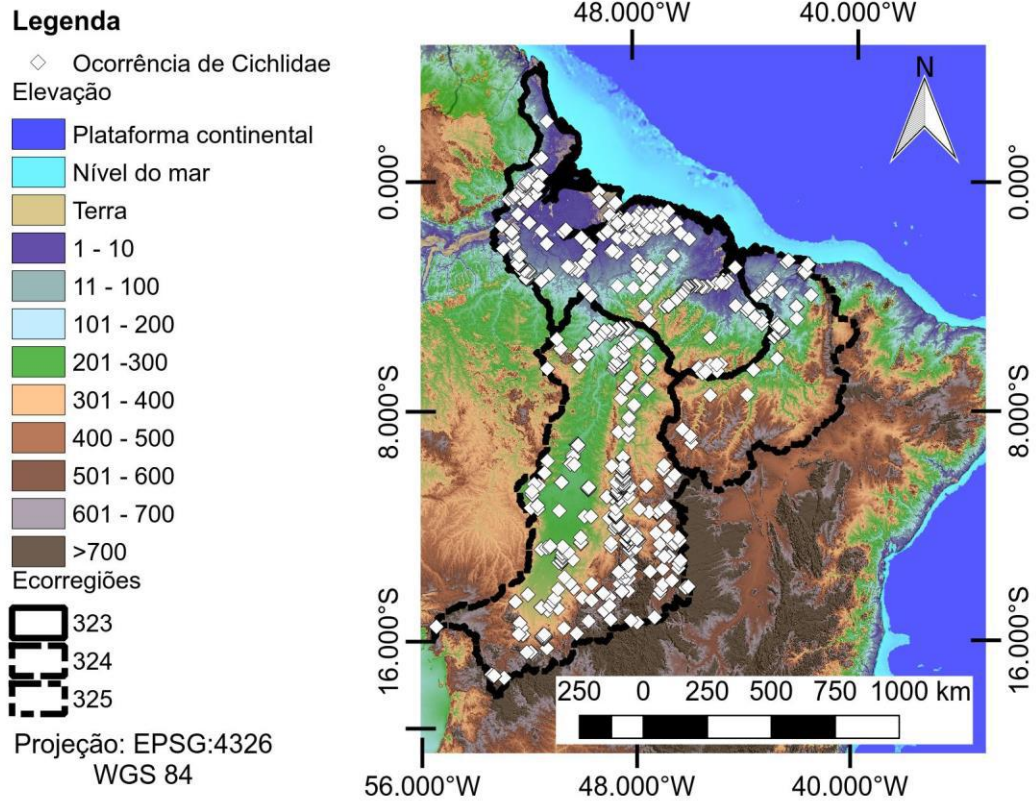 Legenda
Ocorrência de Cichlidae
Elevação
Plataforma continental
Nível do mar
Terra
1 - 10
11 - 100
101 - 200
201 -300
301 - 400
400 - 500
501 - 600
601 - 700
>700
Ecorregiões
323
324
325
Projeção: EPSG:4326
WGS 84
48.000°W 40.000°W
N
0.000° 0.000°
8.000°S 8.000°S
16.000°S 16.000°S
250 0 250 500 750 1000 km
56.000°W 48.000°W 40.000°W